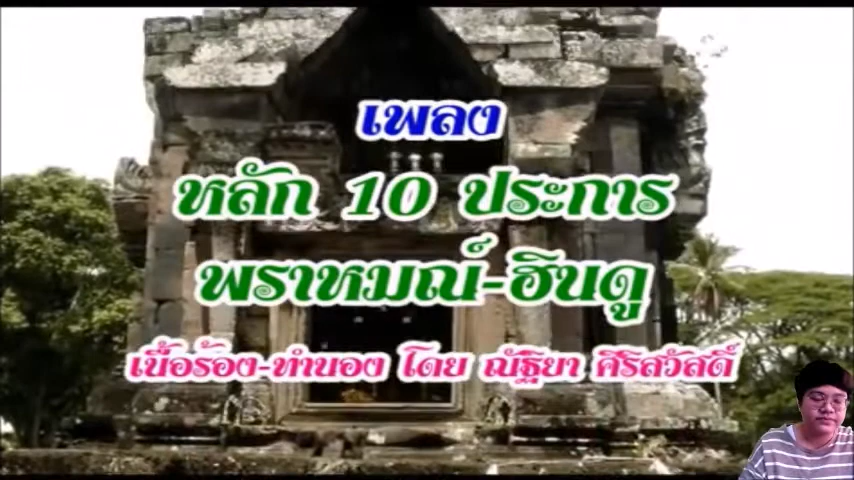 เพลง
หลัก 10 ประการ
พราหมณ์-ฮินดู
เนื้อร้อง-ทำนอง โดย ณัฐิยา ศิริสวัสดิ์